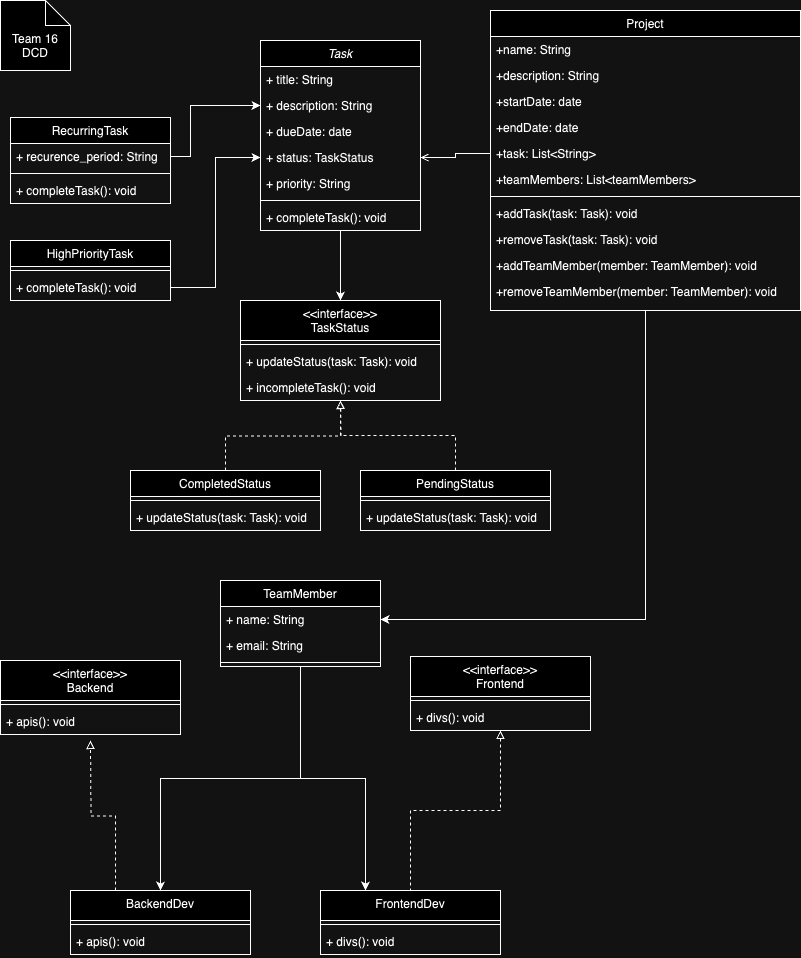 Team 16
DCD
Task
+ title: String
+ description: String
+ dueDate: date
+ status: TaskStatus
+ priority: String
+ completeTask(): void
Project
+name: String
+description: String
+startDate: date
+endDate: date
+task: List<String>
+teamMembers: List<teamMembers>
+addTask(task: Task): void
+removeTask(task: Task): void
+addTeamMember(member: TeamMember): void
+removeTeamMember(member: TeamMember): void
RecurringTask
+ recurence_period: String
+ completeTask(): void
HighPriorityTask
+ completeTask(): void
<<interface>>
TaskStatus
+ updateStatus(task: Task): void
+ incompleteTask(): void
CompletedStatus
+ updateStatus(task: Task): void
PendingStatus
+ updateStatus(task: Task): void
TeamMember
+ name: String
+ email: String
<<interface>>
Backend
+ apis(): void
<<interface>>
Frontend
+ divs(): void
BackendDev
+ apis(): void
FrontendDev
+ divs(): void